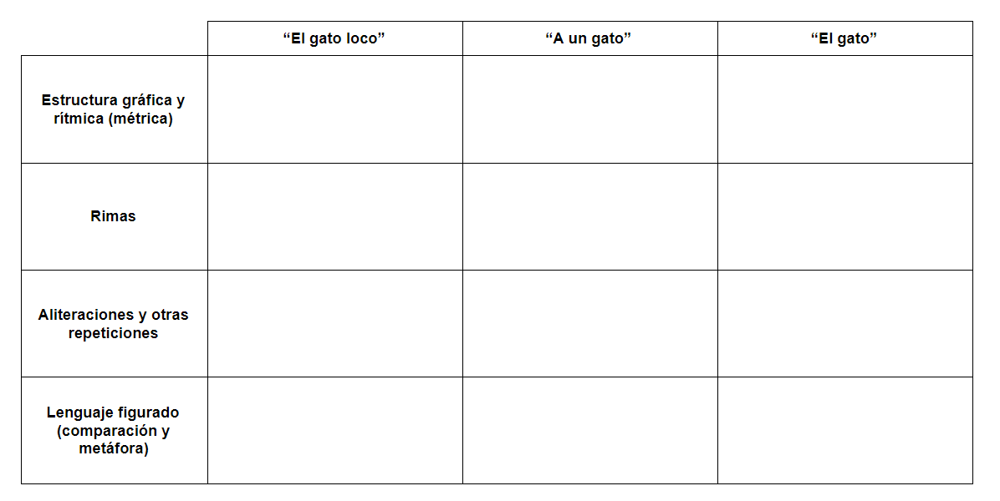 “El gato loco”
“A un gato”
“El gato”
Estructura gráfica y
rítmica (métrica)
Rimas
Aliteraciones y otras
repeticiones
Lenguaje figurado
(comparación y
metáfora)